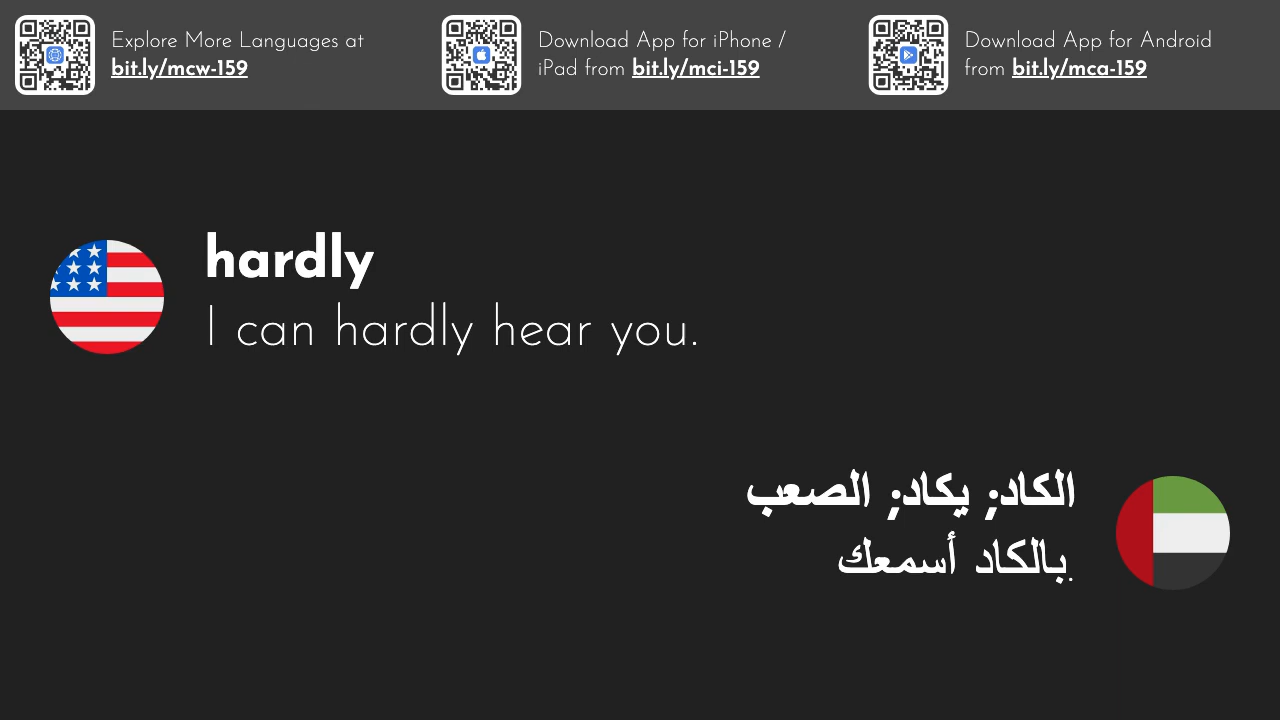 Explore More Languages at
bit.ly/mcw-159
Download App for iPhone /
iPad from bit.ly/mci-159
Download App for Android
from bit.ly/mca-159
hardly
I can hardly hear you.
الكاد; يكاد; الصعب
بالكاد أسمعك.